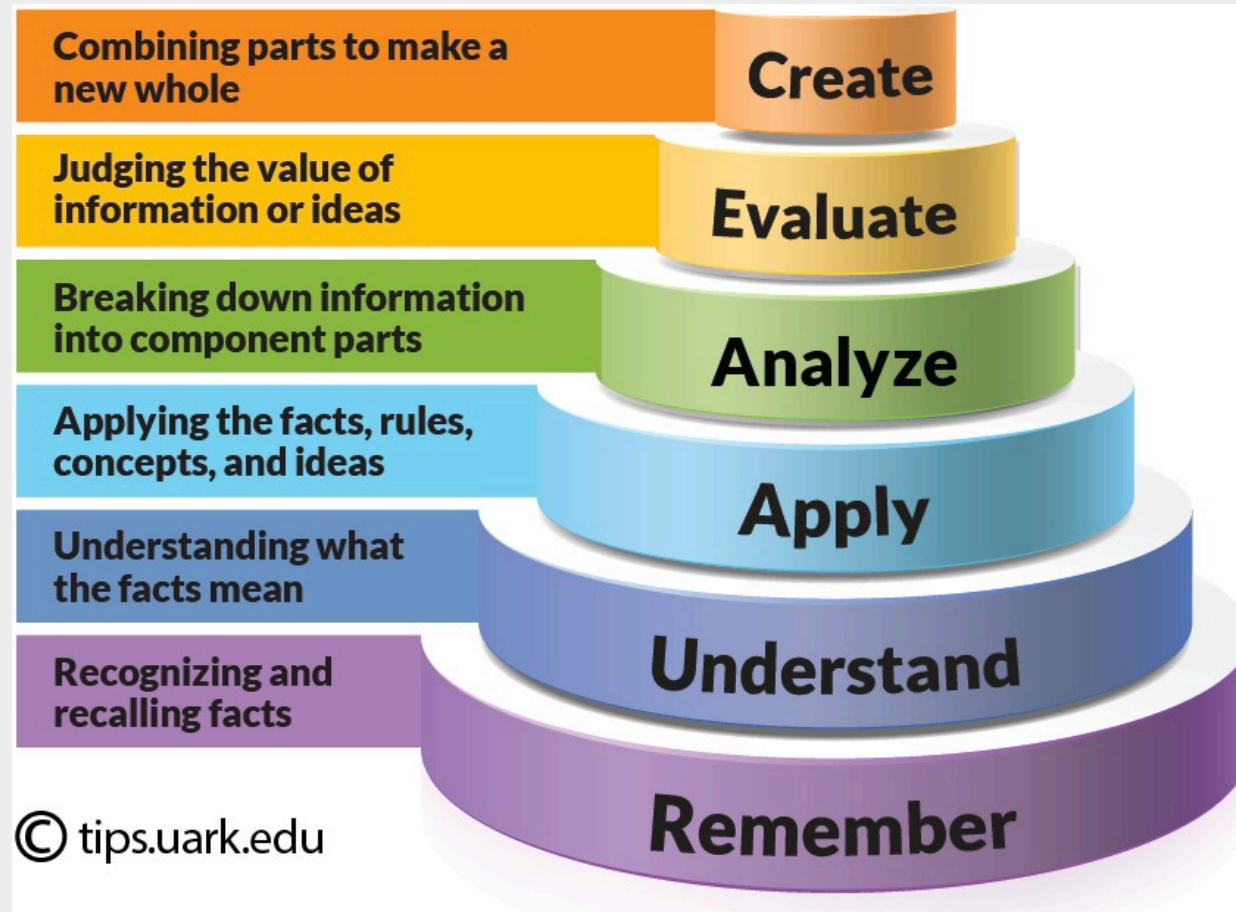 Combining parts to make a
new whole
Create
Judging the value of
information or ideas
Evaluate
Breaking down information
into component parts
Analyze
Applying the facts, rules,
concepts, and ideas
Apply
Understanding what
the facts mean
Understand
Recognizing and
recalling facts
Remember
© tips.uark.edu